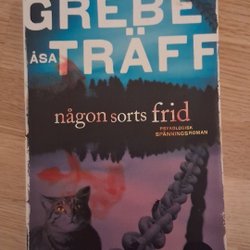 GREBE
ÅSA TRÄFF
någon sorts frid
PSYKOLOGISK
SPÄNNINGSROMAN